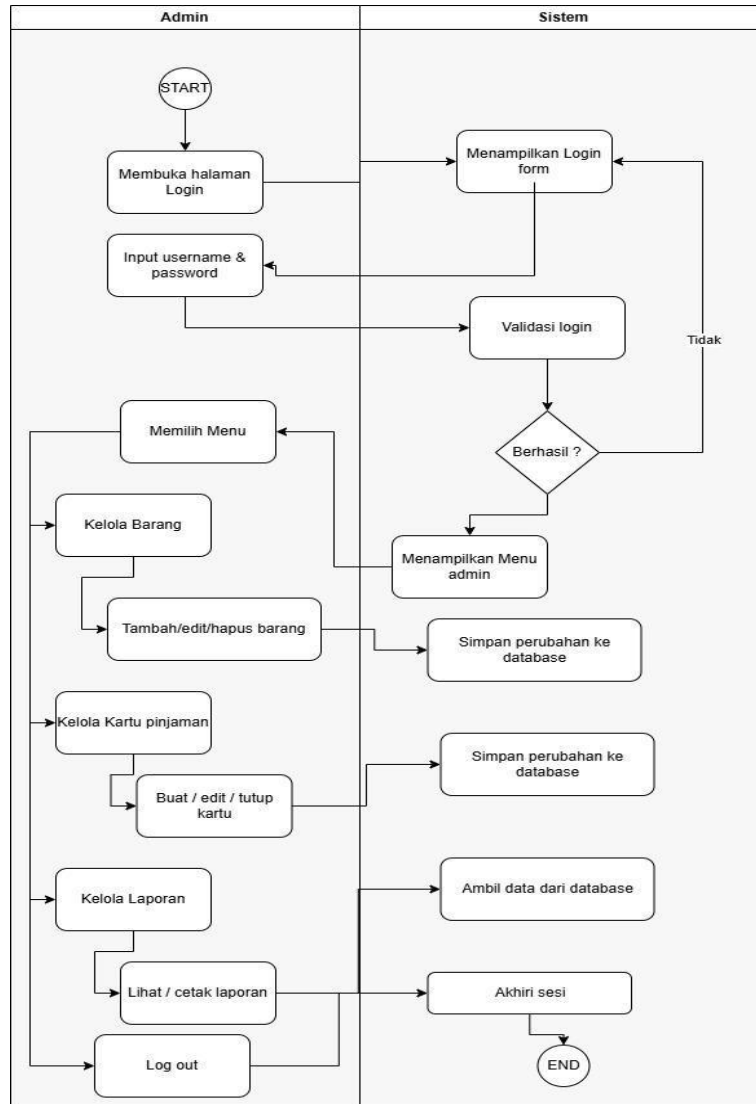 Admin
Sistem
START
Membuka halaman
Login
Menampilkan Login
form
Input username &
password
Validasi login
Tidak
Berhasil ?
Memilih Menu
Menampilkan Menu
admin
Kelola Barang
Tambah/edit/hapus barang
Simpan perubahan ke
database
Kelola Kartu pinjaman
Buat / edit / tutup
kartu
Simpan perubahan ke
database
Kelola Laporan
Ambil data dari database
Lihat / cetak laporan
Akhiri sesi
Log out
END